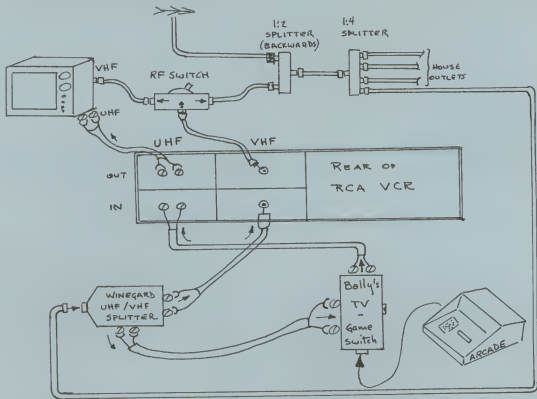 1:2
SPLITTER
(BACKWARDS)
1:4
SPLITTER
VHF
RF SWITCH
HOUSE
OUTLETS
UHF
UHF
VHF
OUT
REAR OF
RCA VCR
IN
WINEGARD
UHF/VHF
SPLITTER
Bally's
TV
-
Game
Switch
ARCADE